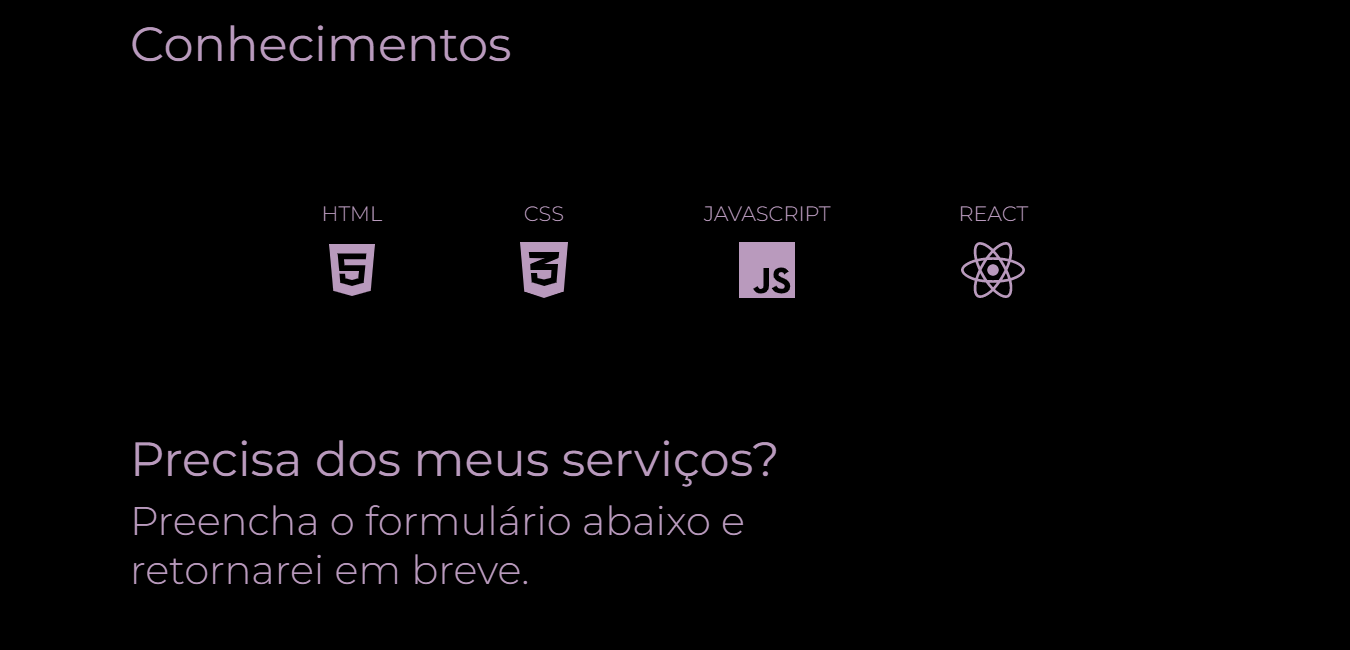 Conhecimentos
HTML CSS JAVASCRIPT REACT
5 3 JS
Precisa dos meus serviços?
Preencha o formulário abaixo e
retornarei em breve.